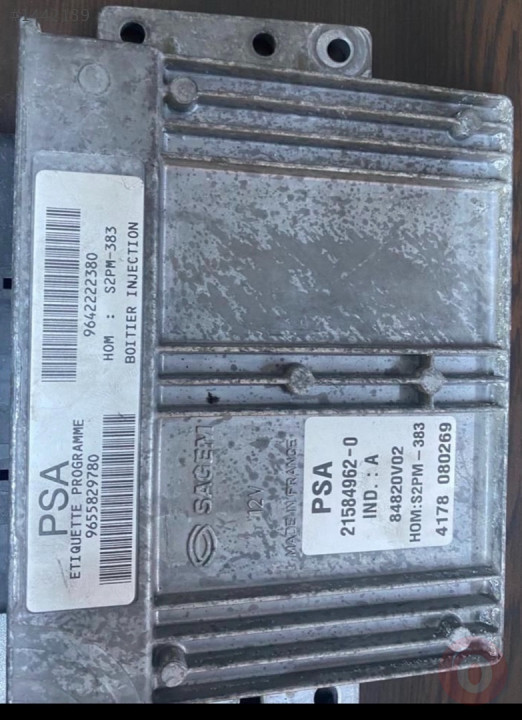 PSA
ETIQUETTE PROGRAMME
9655829780
9642222380
HOM : S2PM-383
BOITIER INJECTION
SAGEM
12V
MADE IN FRANCE
PSA
21584962-0
IND. : A
84820V02
HOM:S2PM-383
4178 080269